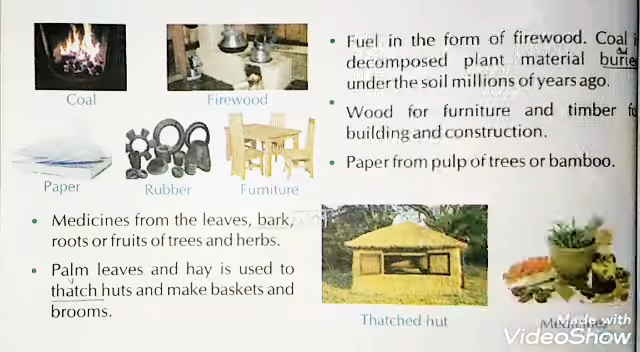 Coal
Firewood
Paper
Rubber
Furniture
• Medicines from the leaves, bark,
roots or fruits of trees and herbs.
• Palm leaves and hay is used to
thatch huts and make baskets and
brooms.
• Fuel in the form of firewood. Coal
decomposed plant material burie
under the soil millions of years ago.
• Wood for furniture and timber fo
building and construction.
• Paper from pulp of trees or bamboo.
Thatched hut
Made with
VideoShow